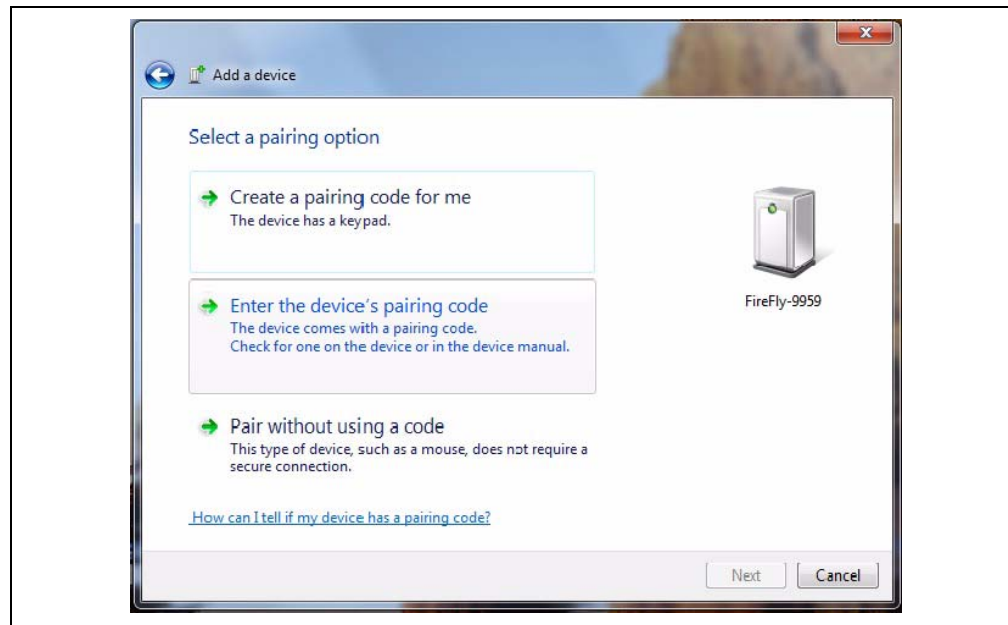 Add a device
Select a pairing option
Create a pairing code for me
The device has a keypad.
Enter the device's pairing code
The device comes with a pairing code.
Check for one on the device or in the device manual.
FireFly-9959
Pair without using a code
This type of device, such as a mouse, does not require a
secure connection.
How can I tell if my device has a pairing code?
Next
Cancel